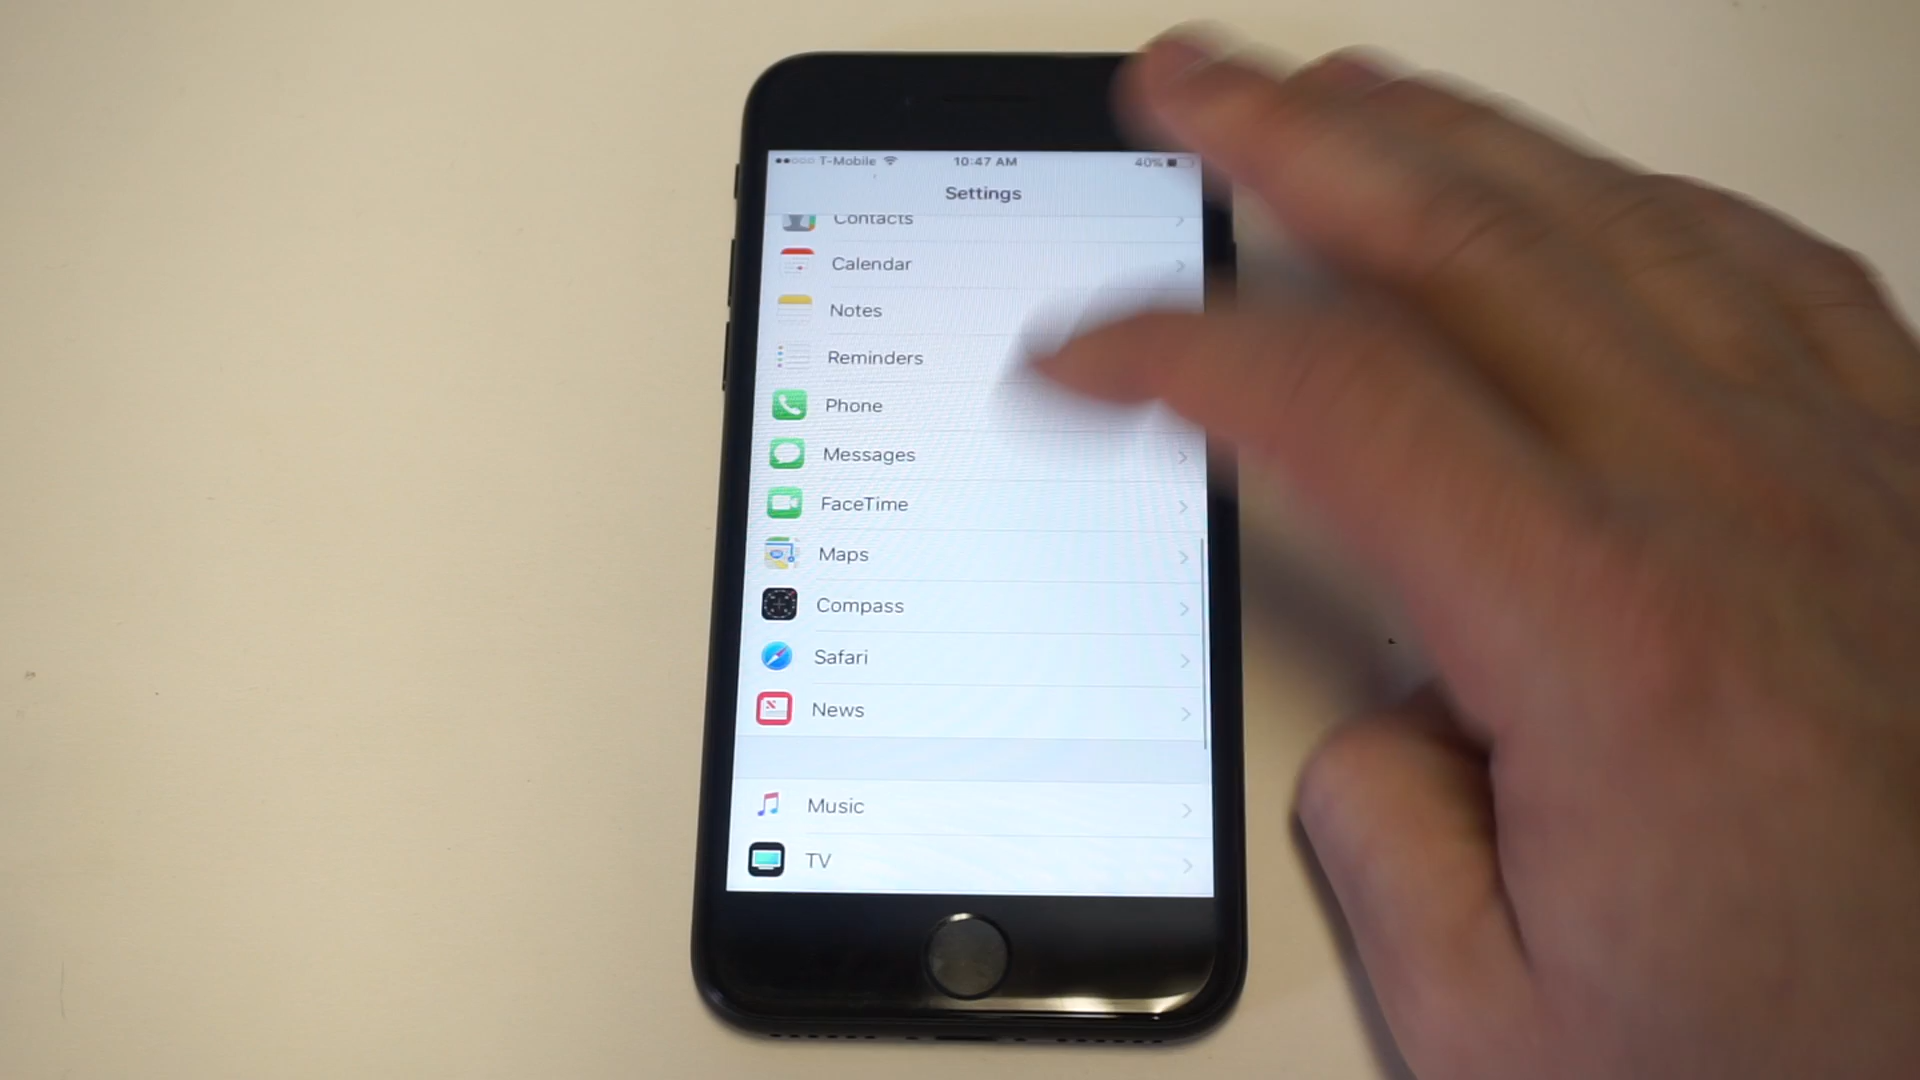 T-Mobile 10:47 AM 40%
Settings
Contacts
Calendar
Notes
Reminders
Phone
Messages
FaceTime
Maps
Compass
Safari
News
Music
TV